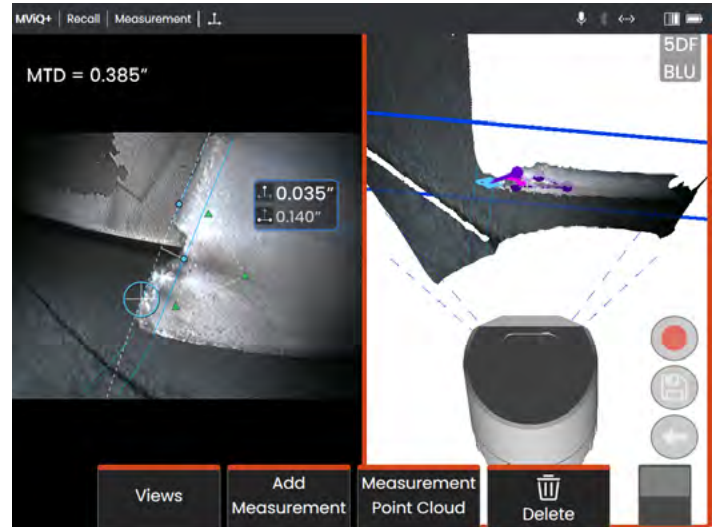 MViQ+ | Recall | Measurement |
5DF
BLU
MTD = 0.385"
0.035"
0.140"
Views
Add
Measurement
Measurement
Point Cloud
Delete